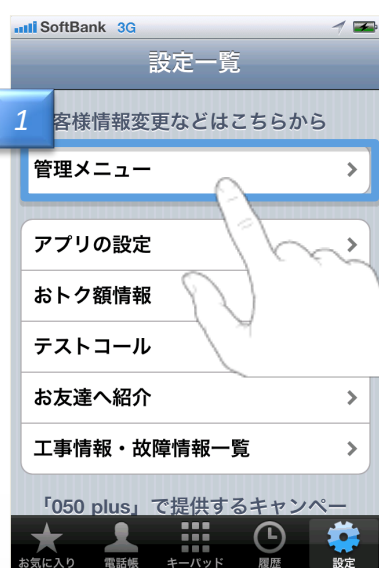 SoftBank 3G
設定一覧
1
客様情報変更などはこちらから
管理メニュー
アプリの設定
おトク額情報
テストコール
お友達へ紹介
工事情報・故障情報一覧
「050 plus」で提供するキャンペー
お気に入り 電話帳 キーパッド 履歴 設定